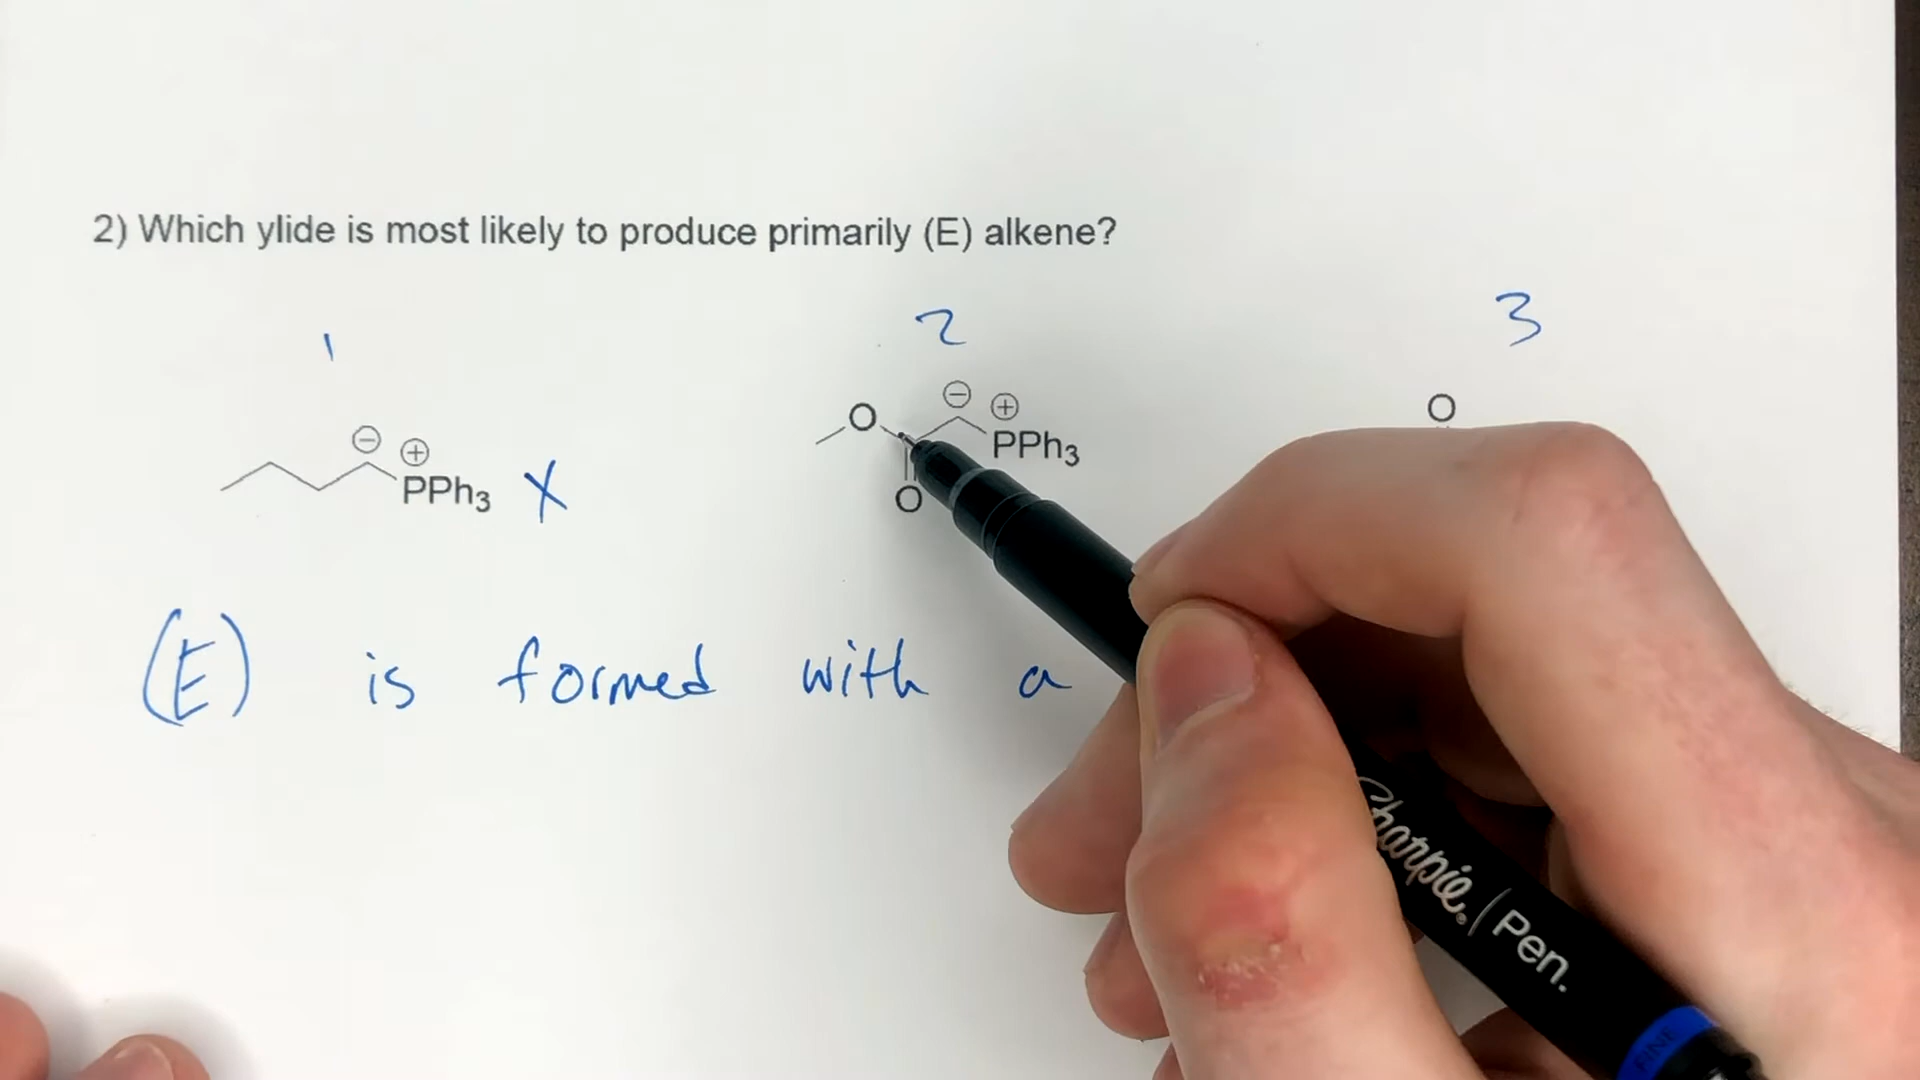 2) Which ylide is most likely to produce primarily (E) alkene?
1 2 3
O ⊖ ⊕ PPh3 O
⊖ ⊕ PPh3 X O
(E) is formed with a
Sharpie. Pen.
FINE